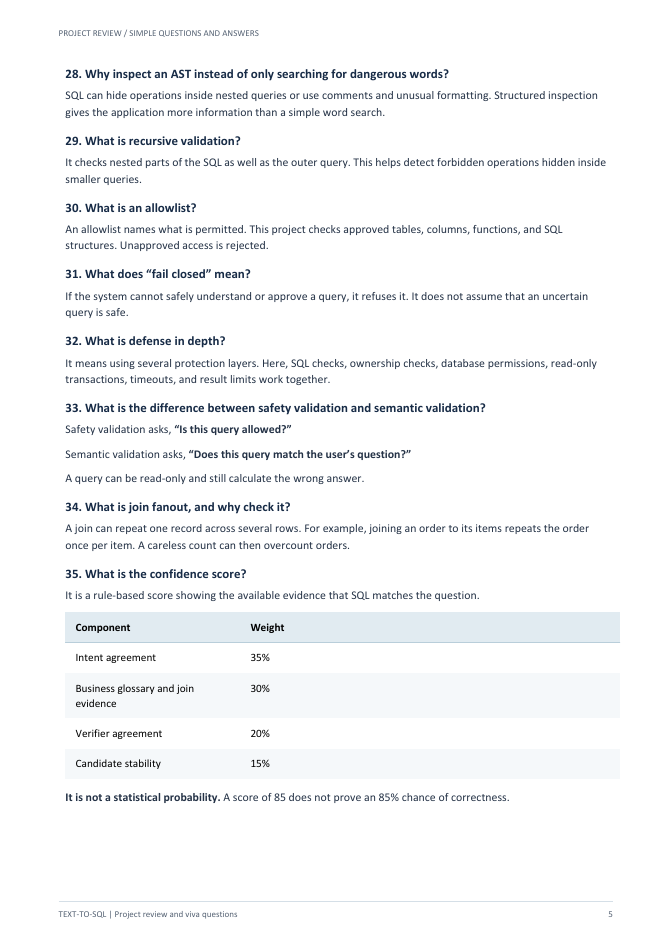 PROJECT REVIEW / SIMPLE QUESTIONS AND ANSWERS
28. Why inspect an AST instead of only searching for dangerous words?
SQL can hide operations inside nested queries or use comments and unusual formatting. Structured inspection
gives the application more information than a simple word search.
29. What is recursive validation?
It checks nested parts of the SQL as well as the outer query. This helps detect forbidden operations hidden inside
smaller queries.
30. What is an allowlist?
An allowlist names what is permitted. This project checks approved tables, columns, functions, and SQL
structures. Unapproved access is rejected.
31. What does “fail closed” mean?
If the system cannot safely understand or approve a query, it refuses it. It does not assume that an uncertain
query is safe.
32. What is defense in depth?
It means using several protection layers. Here, SQL checks, ownership checks, database permissions, read-only
transactions, timeouts, and result limits work together.
33. What is the difference between safety validation and semantic validation?
Safety validation asks, “Is this query allowed?”
Semantic validation asks, “Does this query match the user’s question?”
A query can be read-only and still calculate the wrong answer.
34. What is join fanout, and why check it?
A join can repeat one record across several rows. For example, joining an order to its items repeats the order
once per item. A careless count can then overcount orders.
35. What is the confidence score?
It is a rule-based score showing the available evidence that SQL matches the question.
Component Weight
Intent agreement 35%
Business glossary and join 30%
evidence
Verifier agreement 20%
Candidate stability 15%
It is not a statistical probability. A score of 85 does not prove an 85% chance of correctness.
TEXT-TO-SQL | Project review and viva questions 5